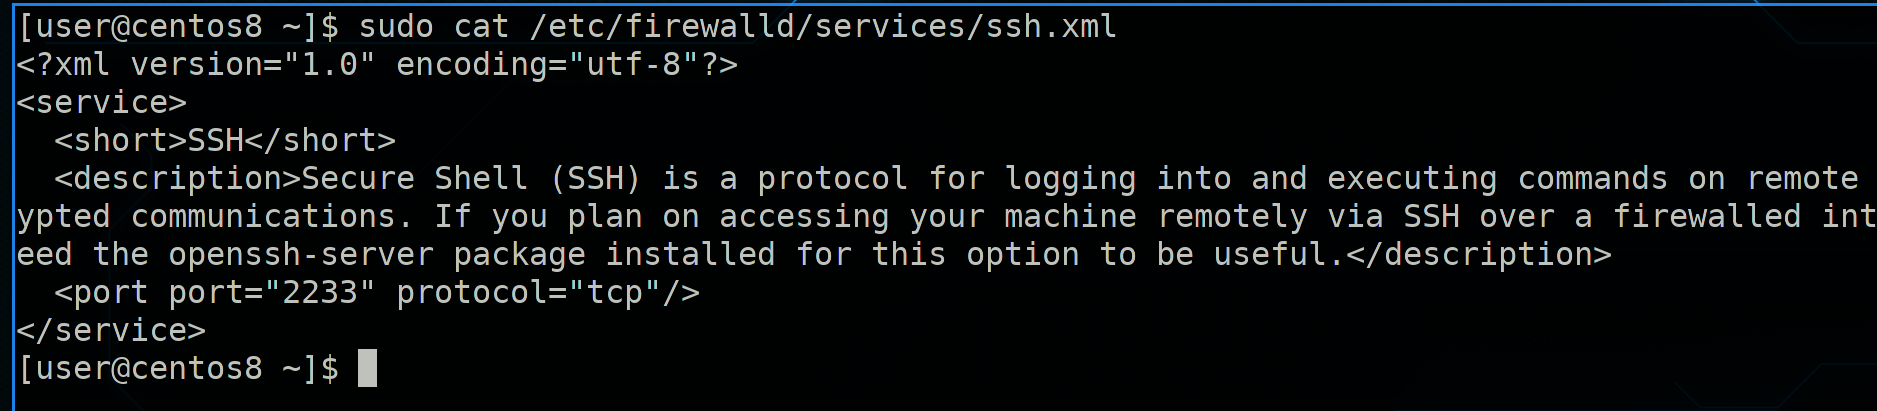 [user@centos8 ~]$ sudo cat /etc/firewalld/services/ssh.xml
<?xml version="1.0" encoding="utf-8"?>
<service>
  <short>SSH</short>
  <description>Secure Shell (SSH) is a protocol for logging into and executing commands on remote
ypted communications. If you plan on accessing your machine remotely via SSH over a firewalled int
eed the openssh-server package installed for this option to be useful.</description>
  <port port="2233" protocol="tcp"/>
</service>
[user@centos8 ~]$